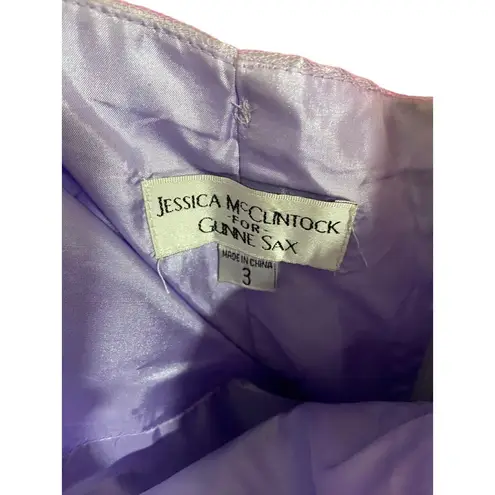 JESSICA McCLINTOCK
-FOR-
GUNNE SAX
MADE IN CHINA
3